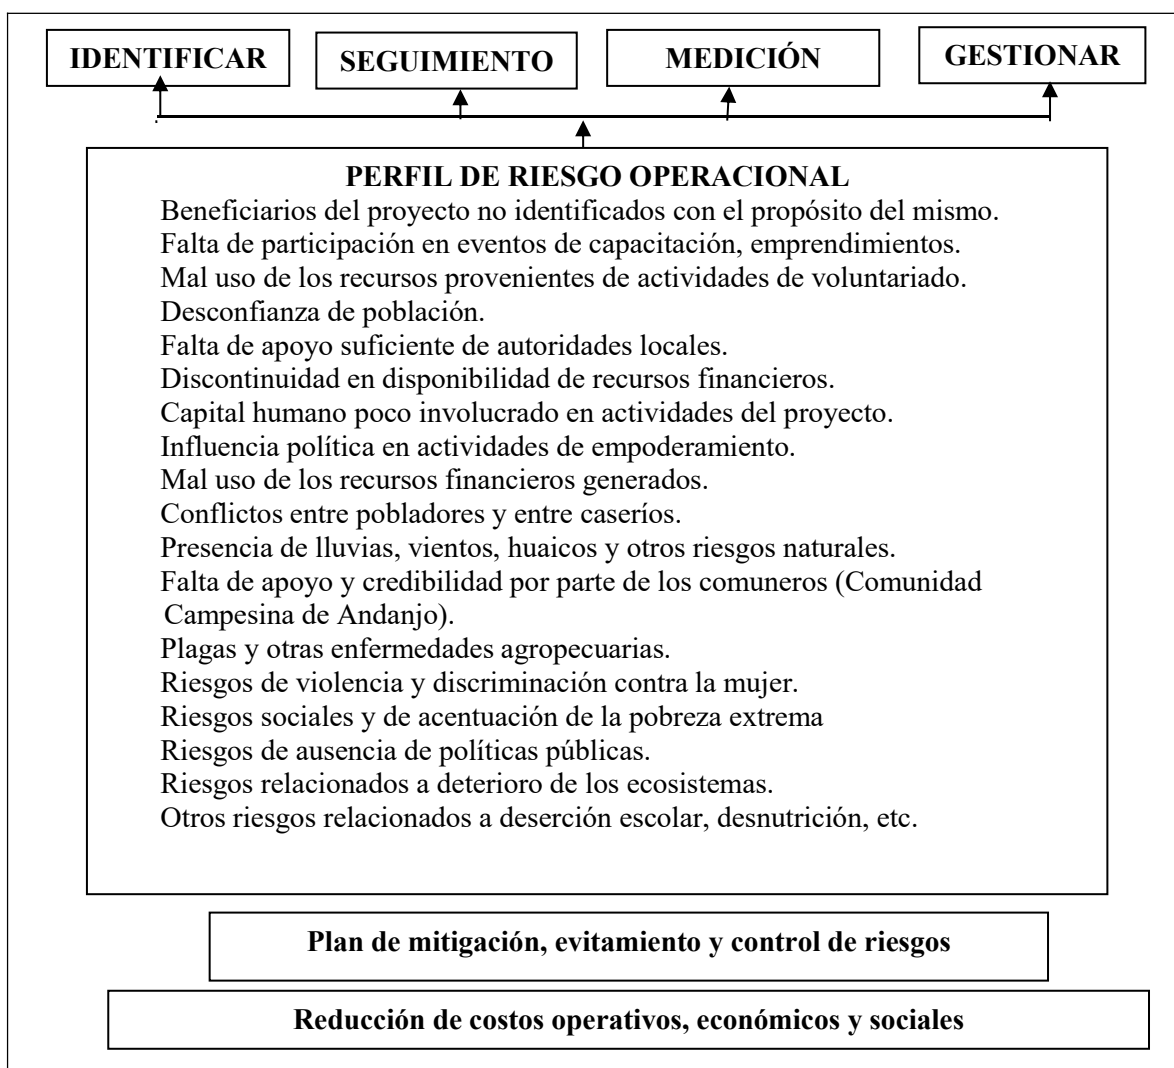 IDENTIFICAR
SEGUIMIENTO
MEDICIÓN
GESTIONAR
PERFIL DE RIESGO OPERACIONAL
Beneficiarios del proyecto no identificados con el propósito del mismo.
Falta de participación en eventos de capacitación, emprendimientos.
Mal uso de los recursos provenientes de actividades de voluntariado.
Desconfianza de población.
Falta de apoyo suficiente de autoridades locales.
Discontinuidad en disponibilidad de recursos financieros.
Capital humano poco involucrado en actividades del proyecto.
Influencia política en actividades de empoderamiento.
Mal uso de los recursos financieros generados.
Conflictos entre pobladores y entre caseríos.
Presencia de lluvias, vientos, huaicos y otros riesgos naturales.
Falta de apoyo y credibilidad por parte de los comuneros (Comunidad
Campesina de Andanjo).
Plagas y otras enfermedades agropecuarias.
Riesgos de violencia y discriminación contra la mujer.
Riesgos sociales y de acentuación de la pobreza extrema
Riesgos de ausencia de políticas públicas.
Riesgos relacionados a deterioro de los ecosistemas.
Otros riesgos relacionados a deserción escolar, desnutrición, etc.
Plan de mitigación, evitamiento y control de riesgos
Reducción de costos operativos, económicos y sociales